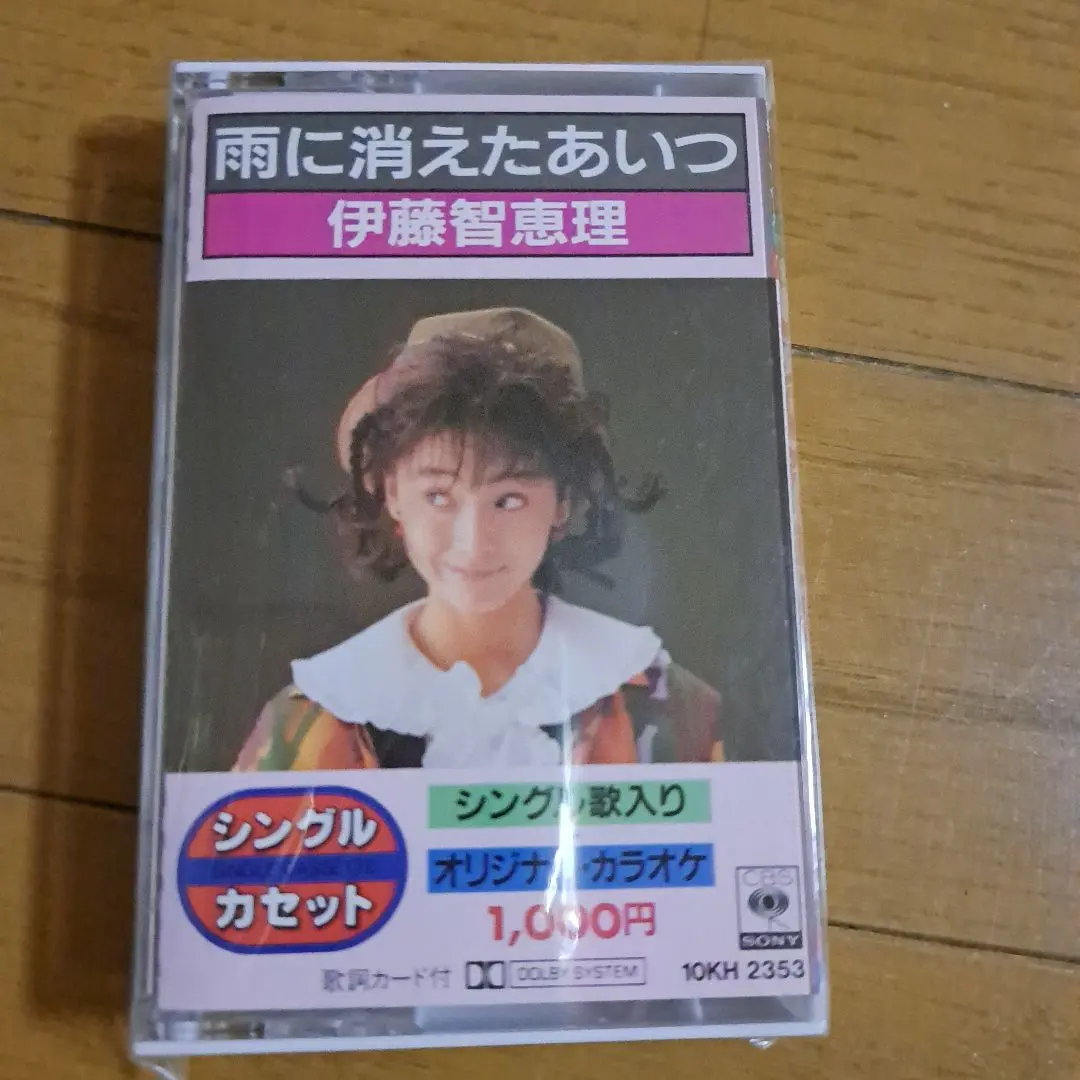 雨に消えたあいつ
伊藤智恵理
シングル
SINGLE CASSETTE
カセット
シングル歌入り
オリジナル・カラオケ
1,000円
歌詞カード付
DOLBY SYSTEM
CBS
SONY
10KH 2353